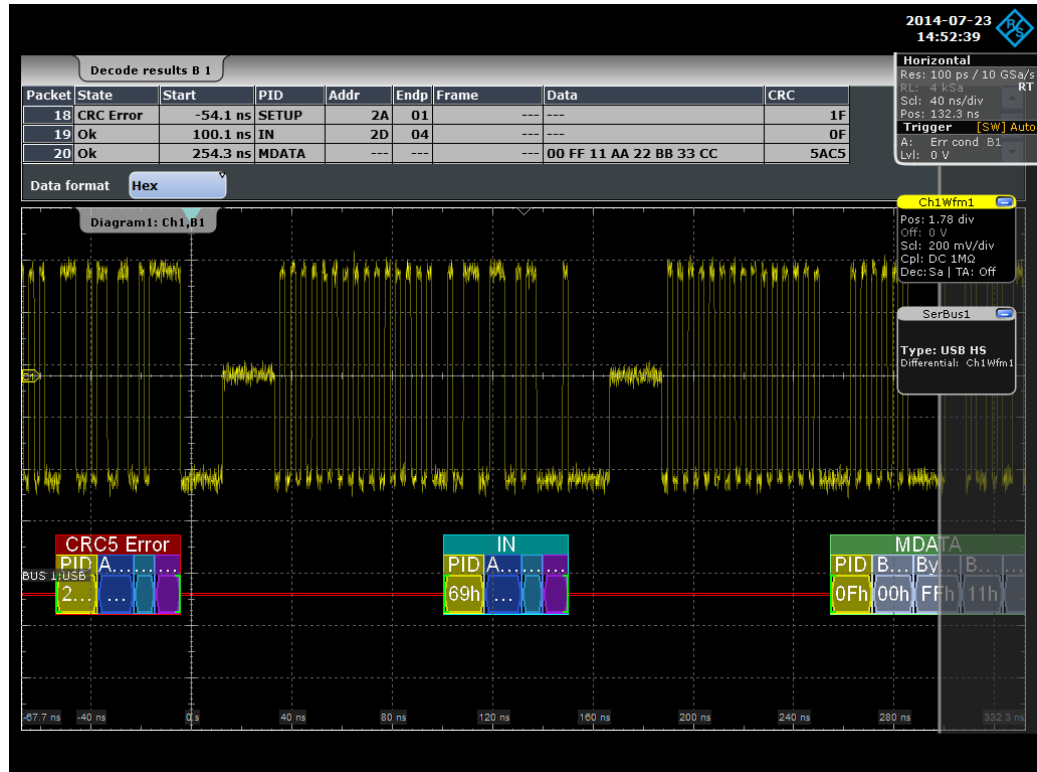 2014-07-23
14:52:39
R S
Decode results B 1
Packet State Start PID Addr Endp Frame Data CRC
18 CRC Error -54.1 ns SETUP 2A 01 --- --- 1F
19 Ok 100.1 ns IN 2D 04 --- --- 0F
20 Ok 254.3 ns MDATA --- --- --- 00 FF 11 AA 22 BB 33 CC 5AC5
Data format Hex
Horizontal
Res: 100 ps / 10 GSa/s
RL: 4 kSa RT
Scl: 40 ns/div
Pos: 132.3 ns
Trigger [SW] Auto
A: Err cond B1
Lvl: 0 V
Diagram1: Ch1,B1
Ch1Wfm1
Pos: 1.78 div
Off: 0 V
Scl: 200 mV/div
Cpl: DC 1MΩ
Dec: Sa | TA: Off
SerBus1
Type: USB HS
Differential: Ch1Wfm1
C1
CRC5 Error IN MDATA
PID A... ... ... PID A... ... ... PID B... By... B... ...
BUS 1:USB
2... ... 69h ... 0Fh 00h FFh 11h
-67.7 ns -40 ns 0 s 40 ns 80 ns 120 ns 160 ns 200 ns 240 ns 280 ns 332.3 ns